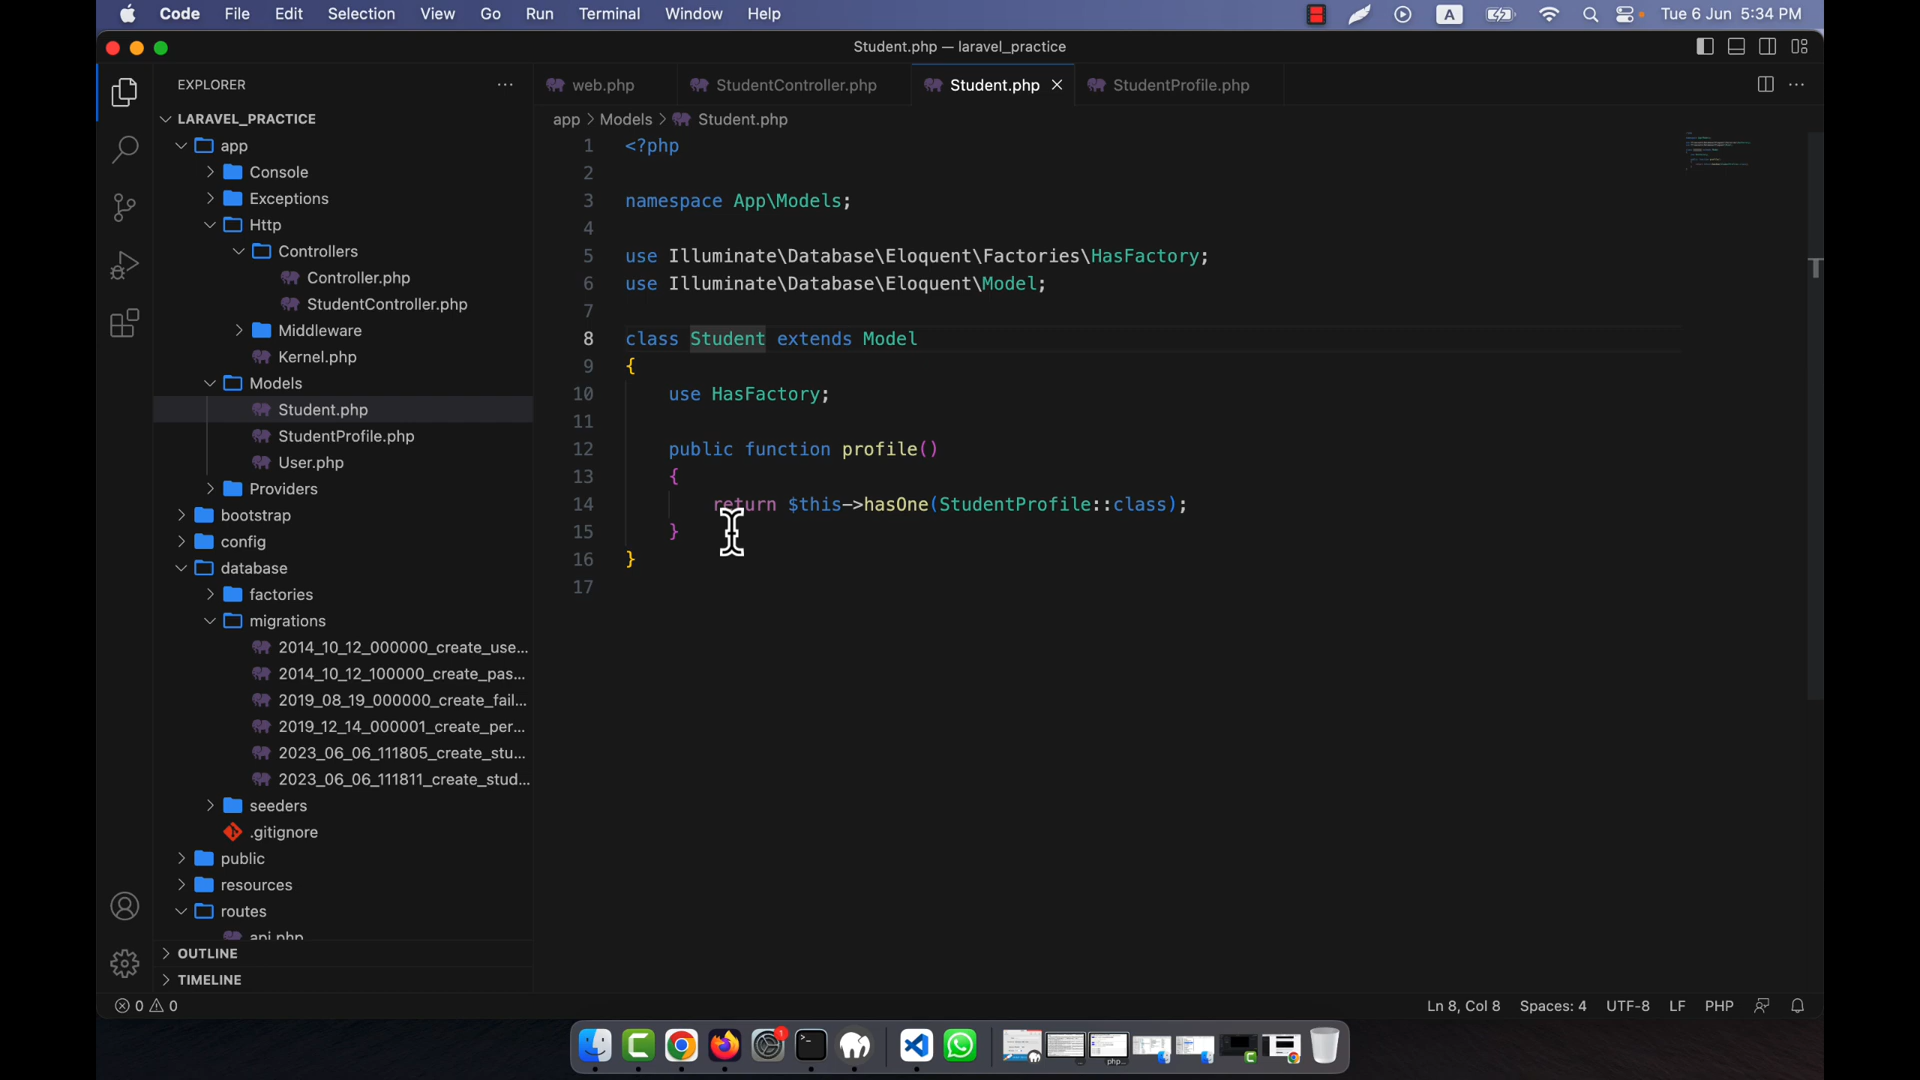 Code File Edit Selection View Go Run Terminal Window Help
A
Tue 6 Jun 5:34 PM
Student.php — laravel_practice
EXPLORER
LARAVEL_PRACTICE
app
Console
Exceptions
Http
Controllers
Controller.php
StudentController.php
Middleware
Kernel.php
Models
Student.php
StudentProfile.php
User.php
Providers
bootstrap
config
database
factories
migrations
2014_10_12_000000_create_use...
2014_10_12_100000_create_pas...
2019_08_19_000000_create_fail...
2019_12_14_000001_create_per...
2023_06_06_111805_create_stu...
2023_06_06_111811_create_stud...
seeders
.gitignore
public
resources
routes
api.php
OUTLINE
TIMELINE
web.php StudentController.php Student.php StudentProfile.php
app > Models > Student.php
1 <?php
2
3 namespace App\Models;
4
5 use Illuminate\Database\Eloquent\Factories\HasFactory;
6 use Illuminate\Database\Eloquent\Model;
7
8 class Student extends Model
9 {
10 use HasFactory;
11
12 public function profile()
13 {
14 return $this->hasOne(StudentProfile::class);
15 }
16 }
17
0 0
Ln 8, Col 8 Spaces: 4 UTF-8 LF PHP
1
php...